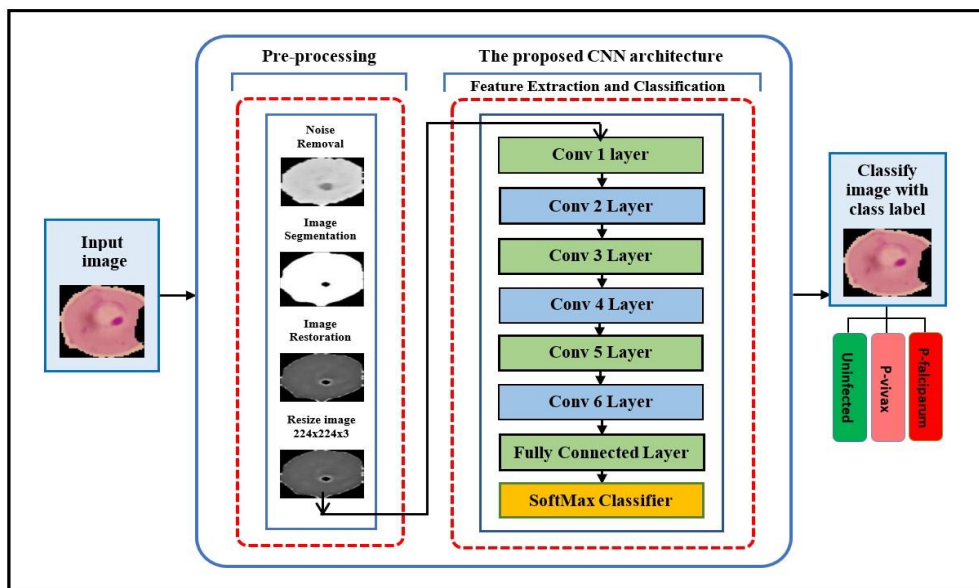 Pre-processing
The proposed CNN architecture
Feature Extraction and Classification
Input
image
Noise
Removal
Image
Segmentation
Image
Restoration
Resize image
224x224x3
Conv 1 layer
Conv 2 Layer
Conv 3 Layer
Conv 4 Layer
Conv 5 Layer
Conv 6 Layer
Fully Connected Layer
SoftMax Classifier
Classify
image with
class label
Uninfected
P-vivax
P-falciparum